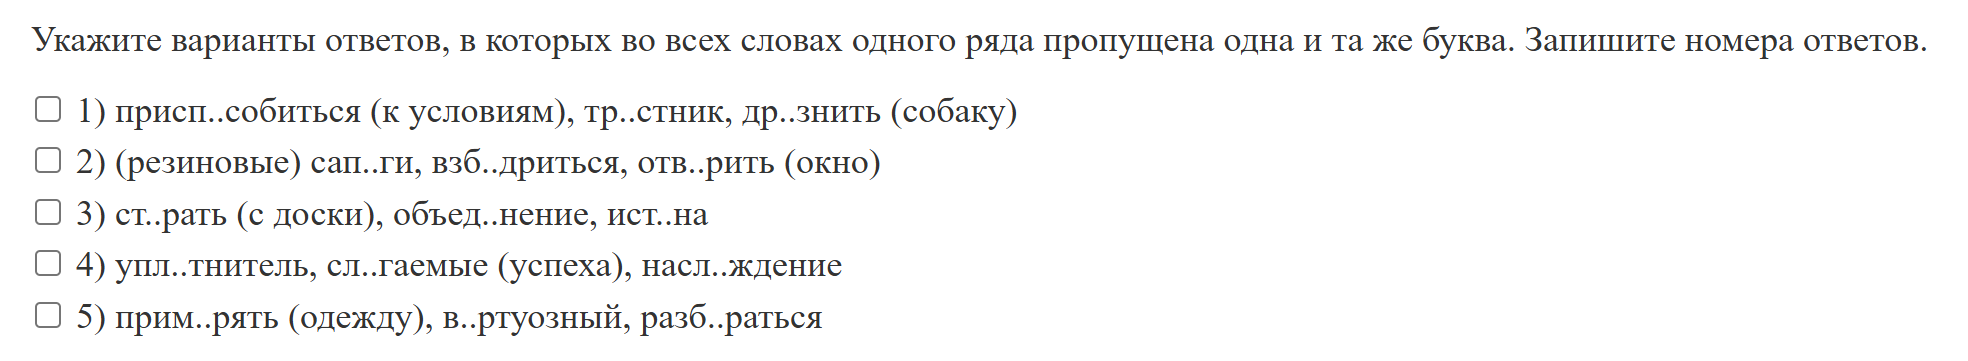 Укажите варианты ответов, в которых во всех словах одного ряда пропущена одна и та же буква. Запишите номера ответов.
1) присп..собиться (к условиям), тр..стник, др..знить (собаку)
2) (резиновые) сап..ги, взб..дриться, отв..рить (окно)
3) ст..рать (с доски), объед..нение, ист..на
4) упл..тнитель, сл..гаемые (успеха), насл..ждение
5) прим..рять (одежду), в..ртуозный, разб..раться